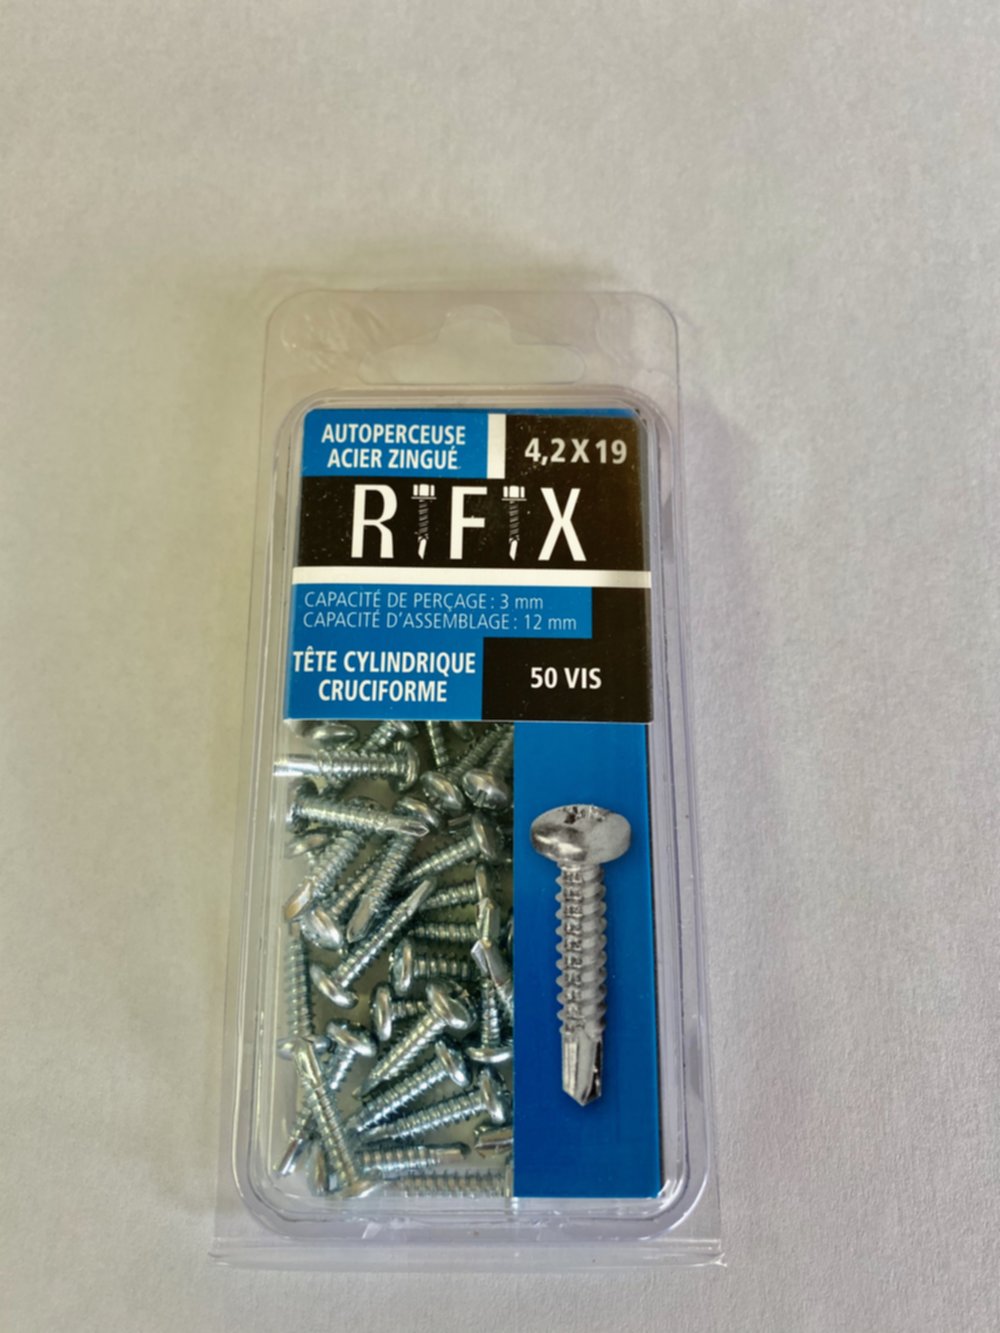 AUTOPERCEUSE
ACIER ZINGUÉ
4,2 X 19
RIFIX
CAPACITÉ DE PERÇAGE : 3 mm
CAPACITÉ D'ASSEMBLAGE : 12 mm
TÊTE CYLINDRIQUE
CRUCIFORME
50 VIS